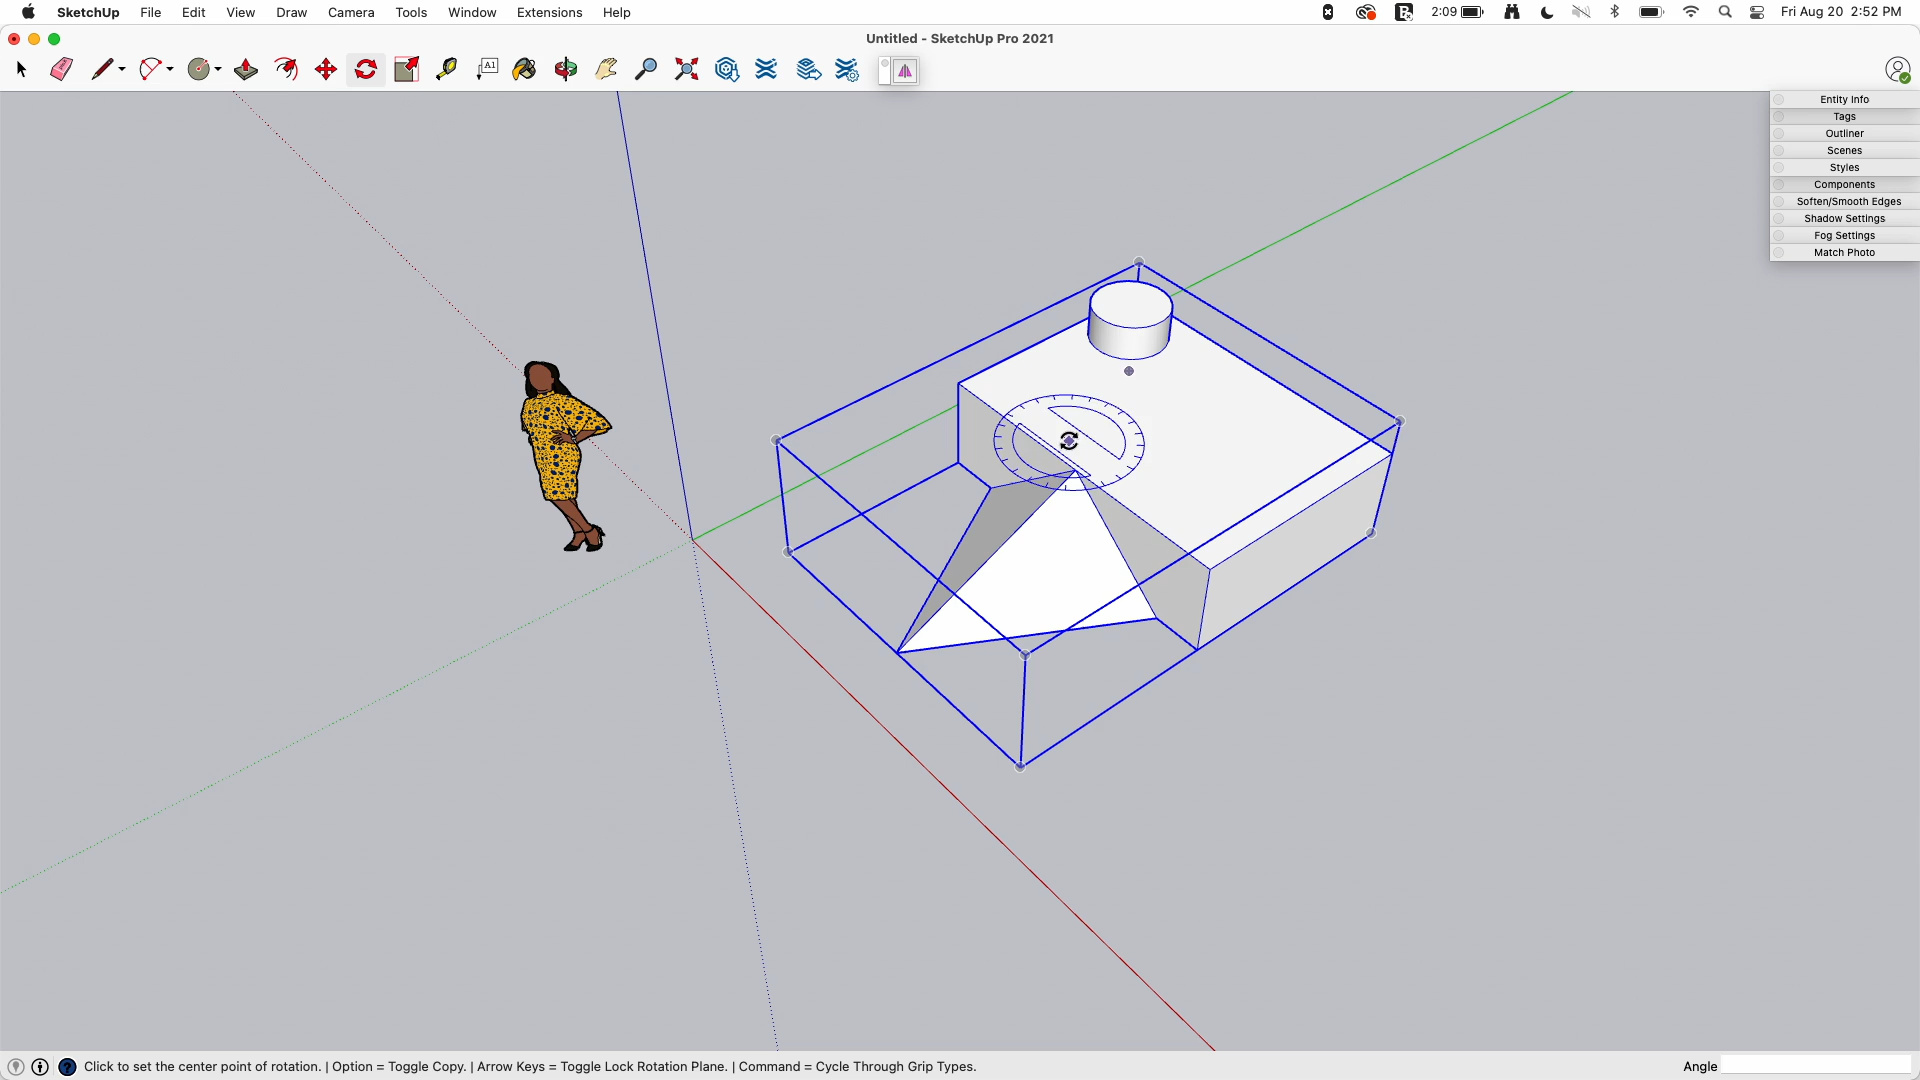 SketchUp File Edit View Draw Camera Tools Window Extensions Help 2:09 Fri Aug 20 2:52 PM
Untitled - SketchUp Pro 2021
A1
Entity Info
Tags
Outliner
Scenes
Styles
Components
Soften/Smooth Edges
Shadow Settings
Fog Settings
Match Photo
Click to set the center point of rotation. | Option = Toggle Copy. | Arrow Keys = Toggle Lock Rotation Plane. | Command = Cycle Through Grip Types. Angle